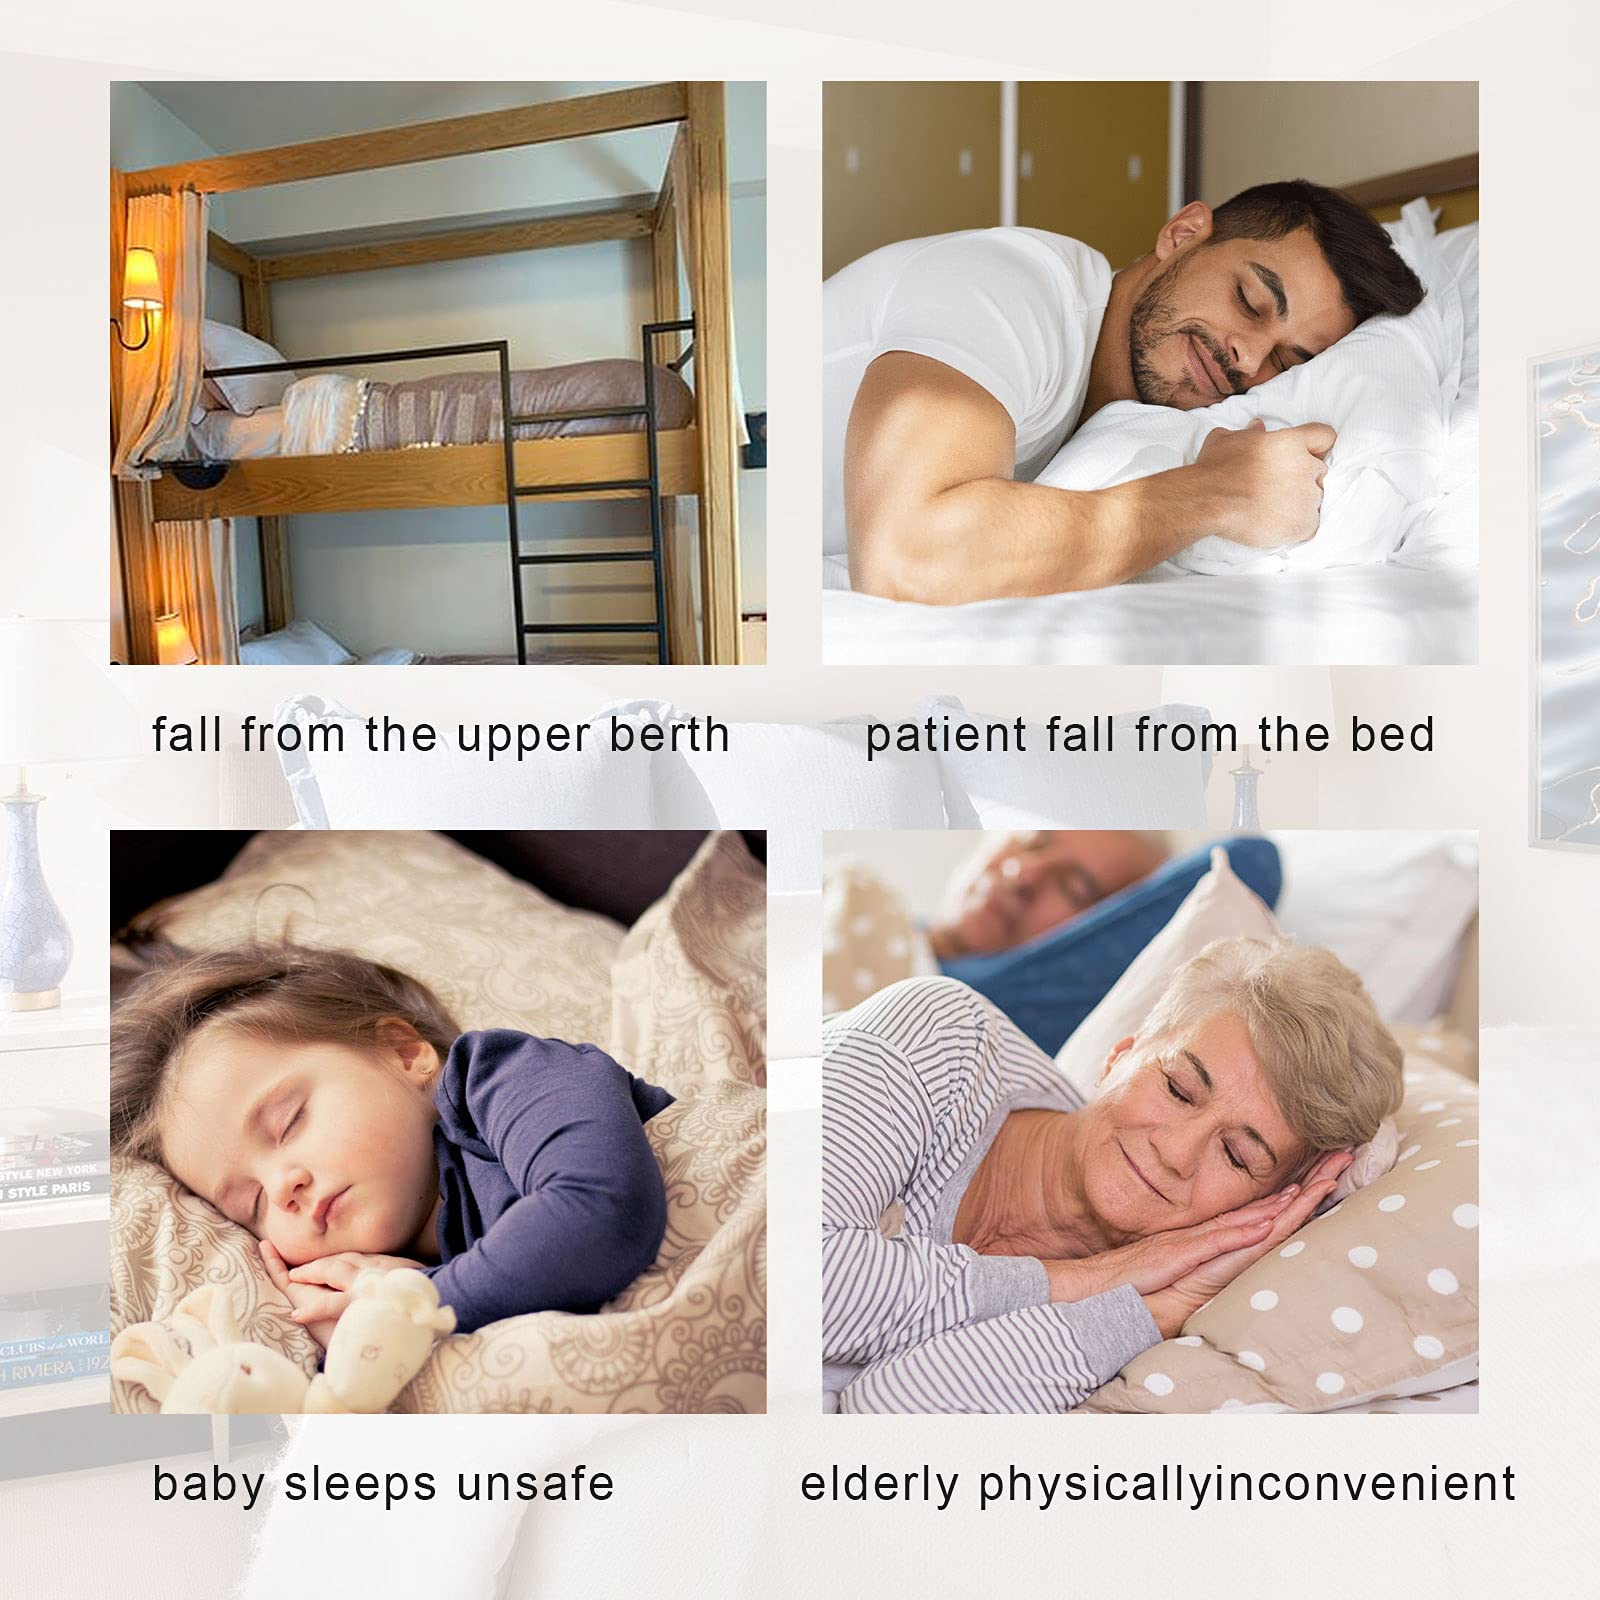 fall from the upper berth
patient fall from the bed
baby sleeps unsafe
elderly physicallyinconvenient
STYLE NEW YORK
STYLE PARIS
CLUBS of the WORL
RIVIERA 192